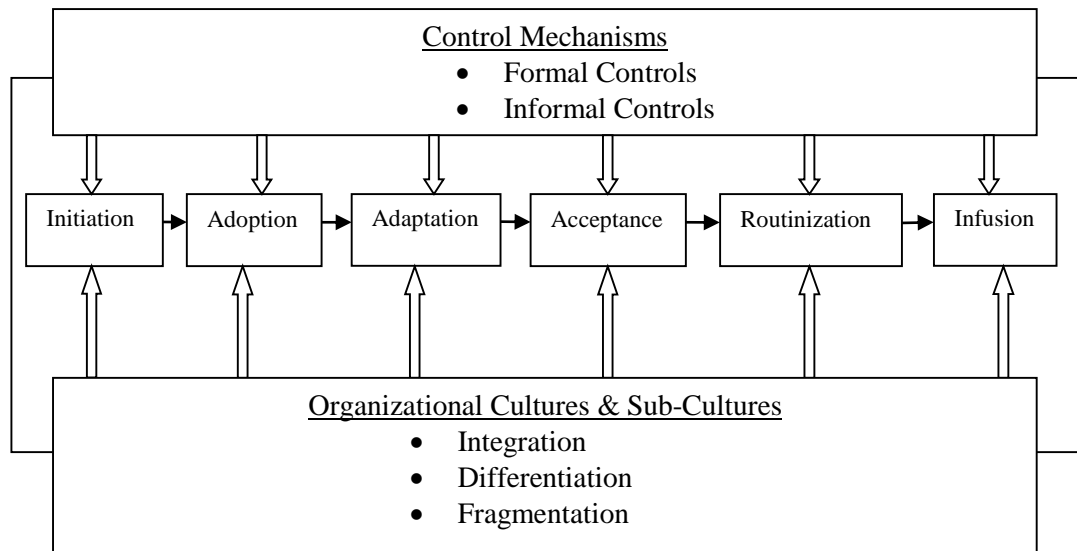 Control Mechanisms
• Formal Controls
• Informal Controls
Initiation
Adoption
Adaptation
Acceptance
Routinization
Infusion
Organizational Cultures & Sub-Cultures
• Integration
• Differentiation
• Fragmentation